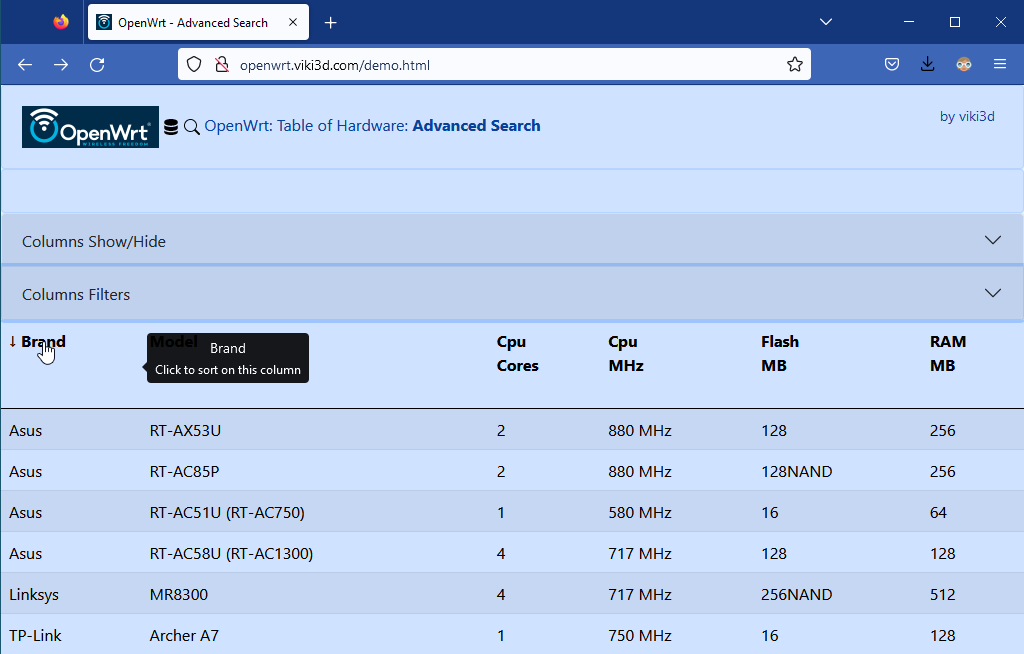 OpenWrt - Advanced Search
openwrt.viki3d.com/demo.html
OpenWrt
WIRELESS FREEDOM
OpenWrt: Table of Hardware: Advanced Search
by viki3d
Columns Show/Hide
Columns Filters
↓ Brand Model Cpu Cores Cpu MHz Flash MB RAM MB
Brand
Click to sort on this column
Asus RT-AX53U 2 880 MHz 128 256
Asus RT-AC85P 2 880 MHz 128NAND 256
Asus RT-AC51U (RT-AC750) 1 580 MHz 16 64
Asus RT-AC58U (RT-AC1300) 4 717 MHz 128 128
Linksys MR8300 4 717 MHz 256NAND 512
TP-Link Archer A7 1 750 MHz 16 128